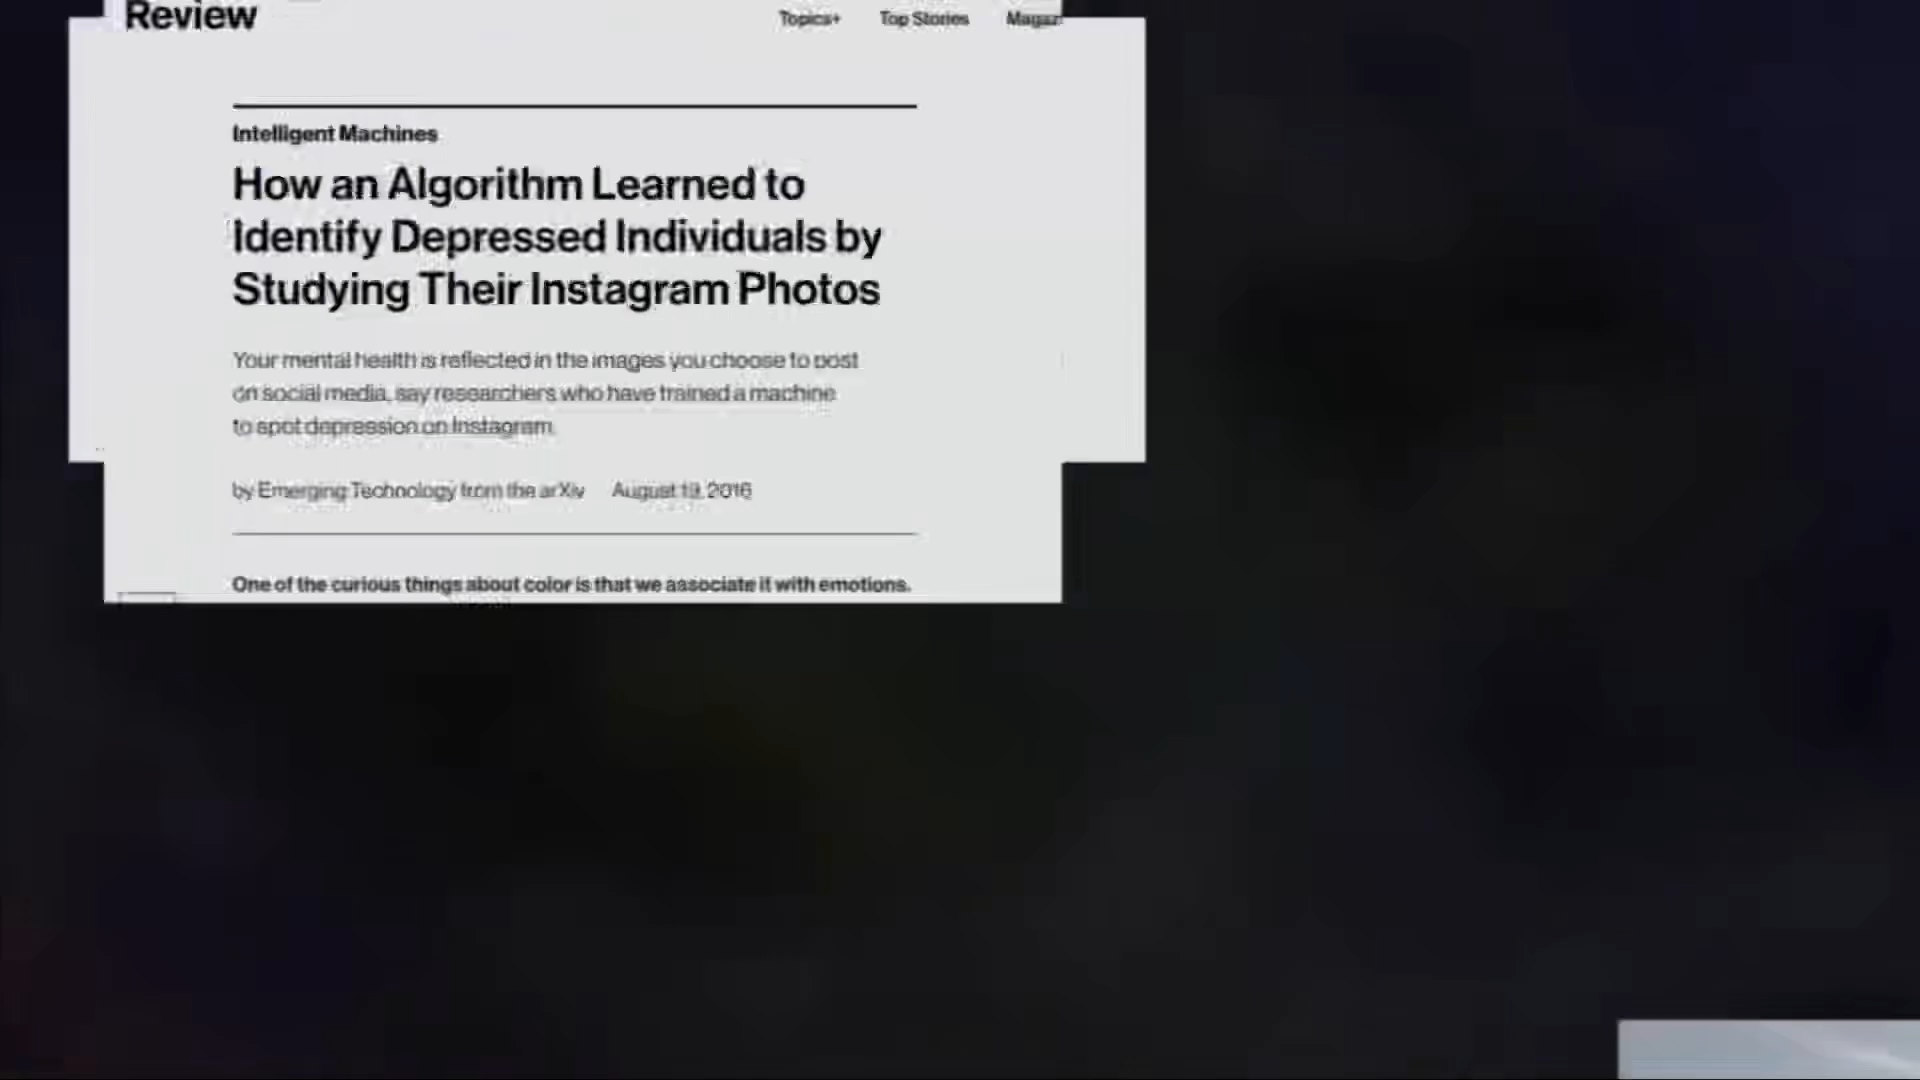 Review
Topics+ Top Stories Magaz
Intelligent Machines
How an Algorithm Learned to
Identify Depressed Individuals by
Studying Their Instagram Photos
Your mental health is reflected in the images you choose to post
on social media, say researchers who have trained a machine
to spot depression on Instagram.
by Emerging Technology from the arXiv August 19, 2016
One of the curious things about color is that we associate it with emotions.